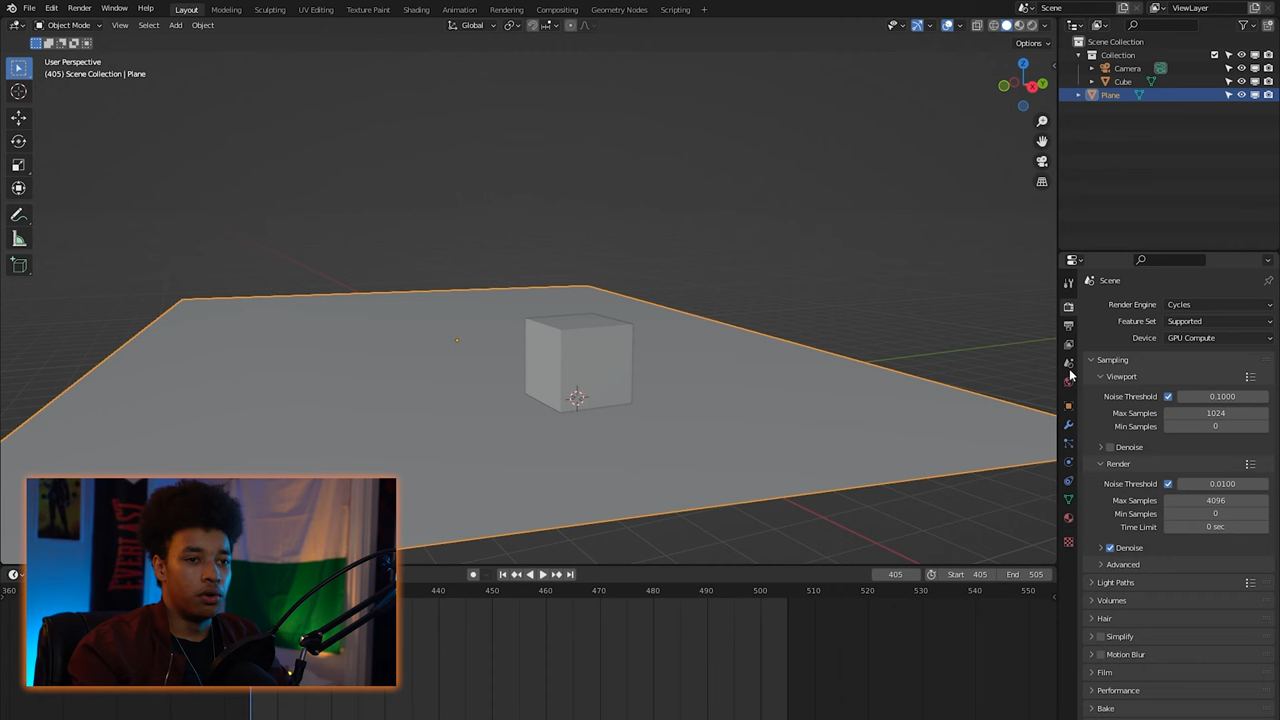 File Edit Render Window Help Layout Modeling Sculpting UV Editing Texture Paint Shading Animation Rendering Compositing Geometry Nodes Scripting + Scene ViewLayer
Object Mode View Select Add Object Global
Options
User Perspective
(405) Scene Collection | Plane
Z
Y
X
Scene Collection
Collection
Camera
Cube
Plane
Scene
Render Engine Cycles
Feature Set Supported
Device GPU Compute
Sampling
Viewport
Noise Threshold 0.1000
Max Samples 1024
Min Samples 0
Denoise
Render
Noise Threshold 0.0100
Max Samples 4096
Min Samples 0
Time Limit 0 sec
Denoise
Advanced
Light Paths
Volumes
Hair
Simplify
Motion Blur
Film
Performance
Bake
405 Start 405 End 505
360 440 450 460 470 480 490 500 510 520 530 540 550
EVERLAST